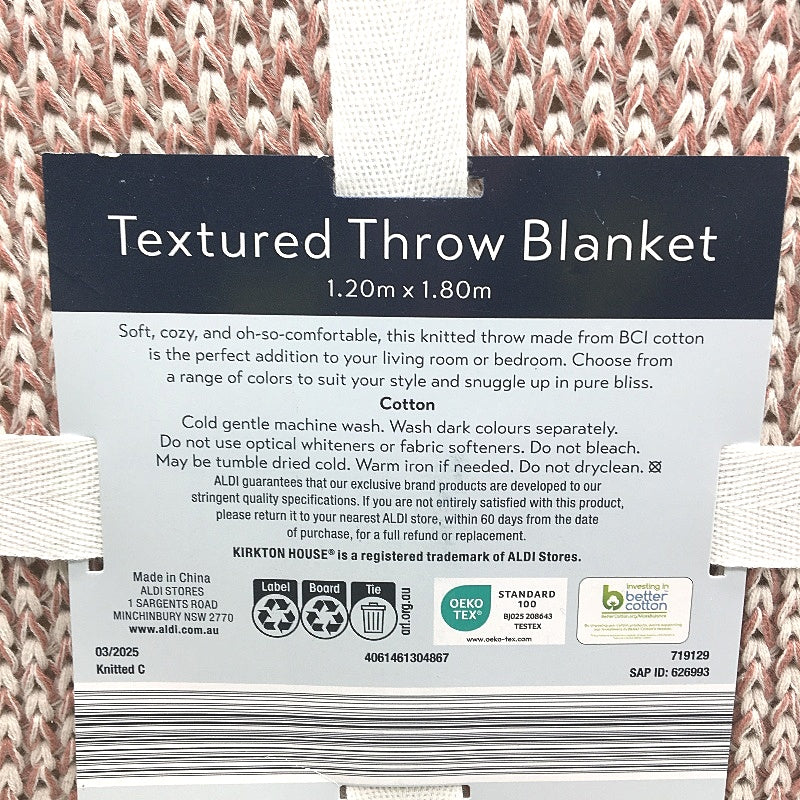 Textured Throw Blanket
1.20m x 1.80m
Soft, cozy, and oh-so-comfortable, this knitted throw made from BCI cotton
is the perfect addition to your living room or bedroom. Choose from
a range of colors to suit your style and snuggle up in pure bliss.
Cotton
Cold gentle machine wash. Wash dark colours separately.
Do not use optical whiteners or fabric softeners. Do not bleach.
May be tumble dried cold. Warm iron if needed. Do not dryclean.
ALDI guarantees that our exclusive brand products are developed to our
stringent quality specifications. If you are not entirely satisfied with this product,
please return it to your nearest ALDI store, within 60 days from the date
of purchase, for a full refund or replacement.
KIRKTON HOUSE® is a registered trademark of ALDI Stores.
Made in China
ALDI STORES
1 SARGENTS ROAD
MINCHINBURY NSW 2770
www.aldi.com.au
Label Board Tie
arl.org.au
OEKO
TEX®
STANDARD
100
BJ025 208643
TESTEX
www.oeko-tex.com
investing in
better
cotton
03/2025
Knitted C
4061461304867
719129
SAP ID: 626993